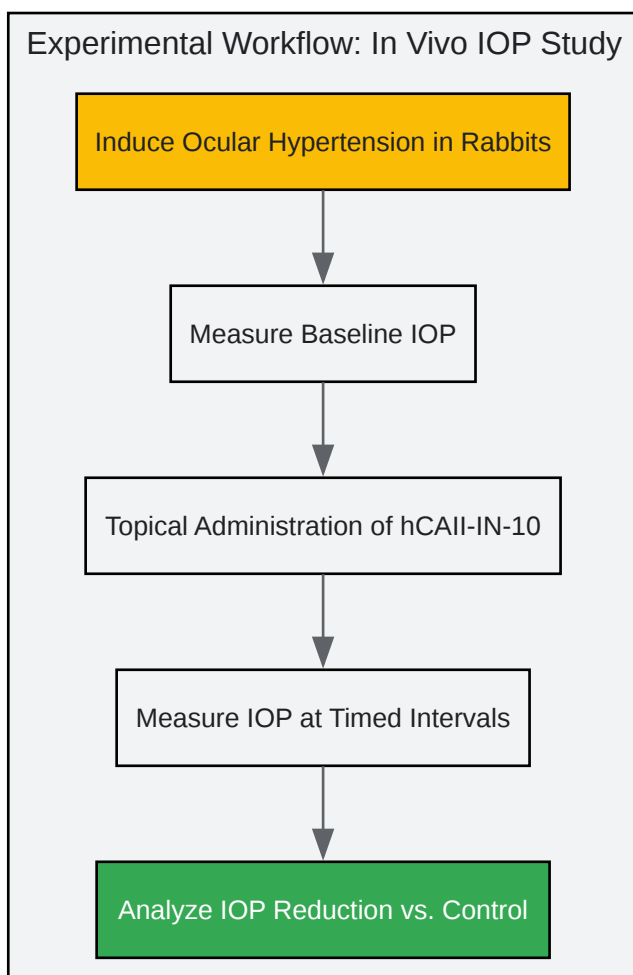 Experimental Workflow: In Vivo IOP Study
Induce Ocular Hypertension in Rabbits
Measure Baseline IOP
Topical Administration of hCAII-IN-10
Measure IOP at Timed Intervals
Analyze IOP Reduction vs. Control